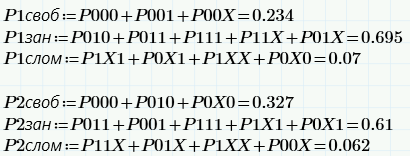 P1своб:=P000+P001+P00X=0.234
P1зан:=P010+P011+P111+P11X+P01X=0.695
P1слом:=P1X1+P0X1+P1XX+P0X0=0.07
P2своб:=P000+P010+P0X0=0.327
P2зан:=P011+P001+P111+P1X1+P0X1=0.61
P2слом:=P11X+P01X+P1XX+P00X=0.062